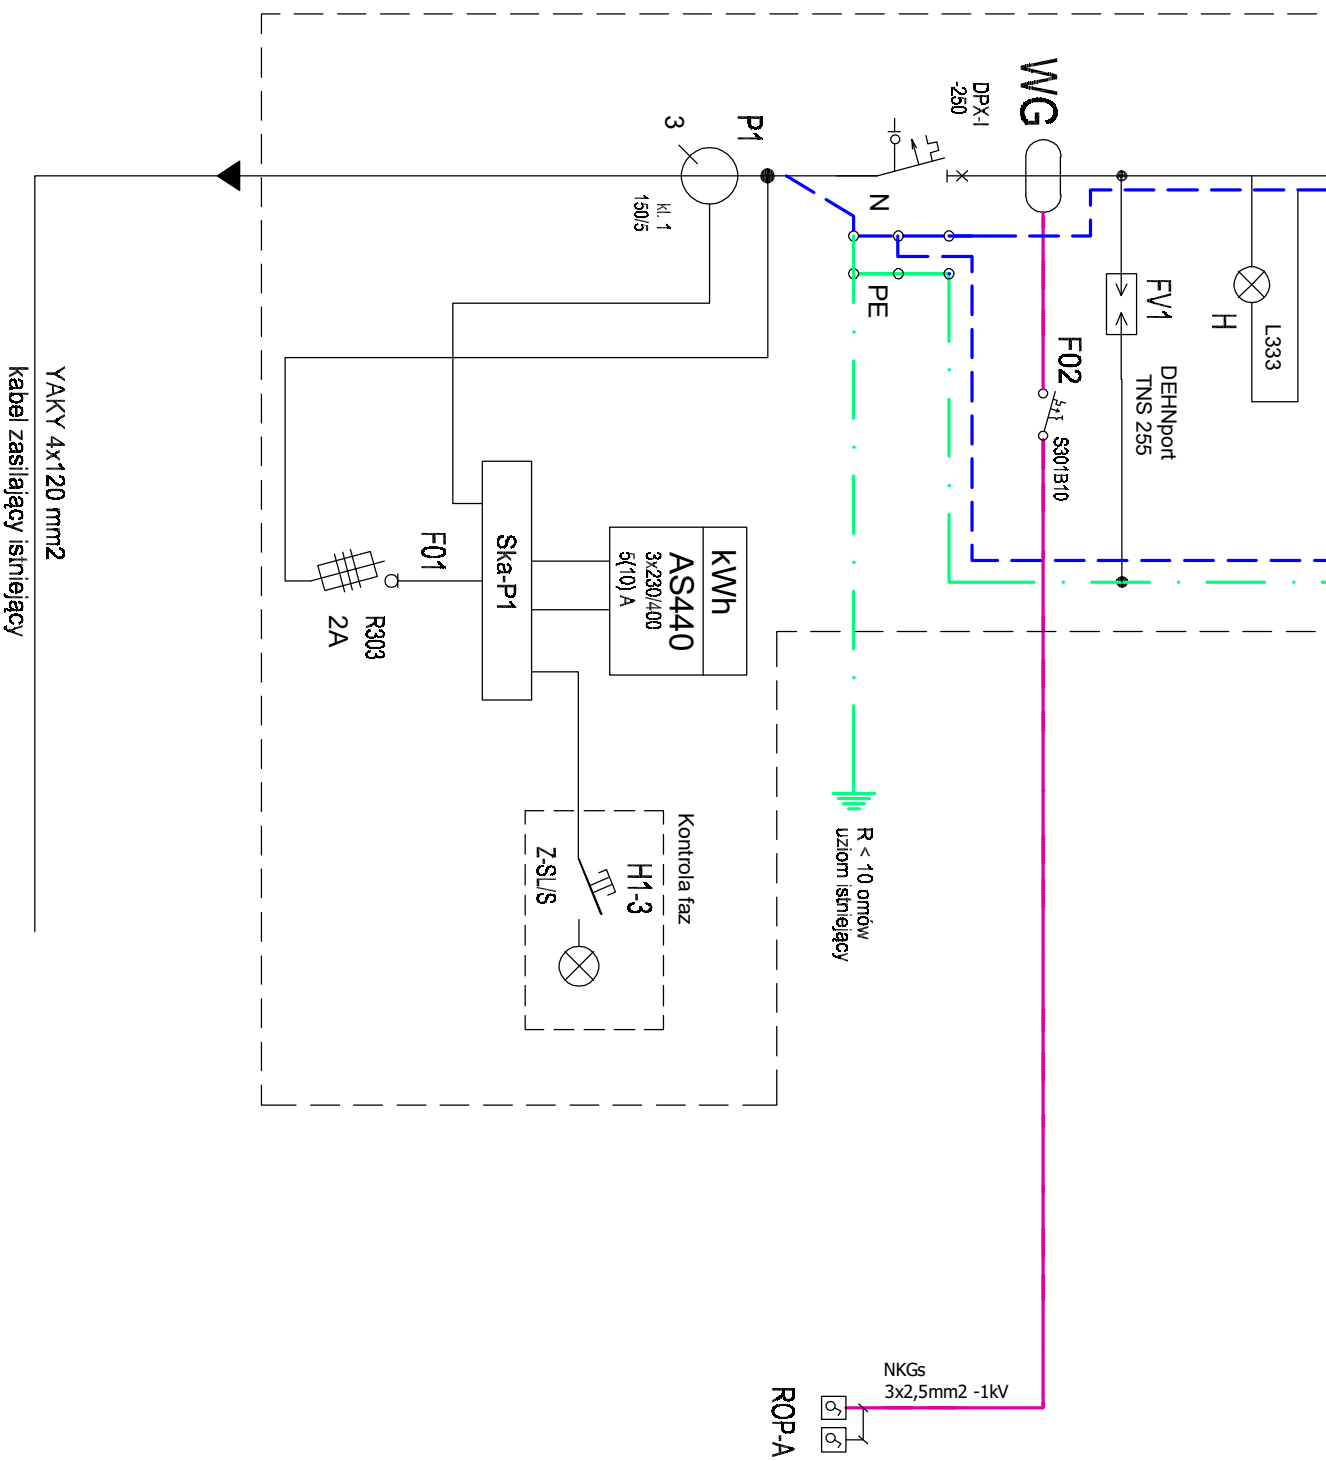 WG
DPX-I
-250
P1
3
kl. 1
150/5
N
PE
FV1
DEHNport
TNS 255
H
L333
F02
S301B10
YAKY 4x120 mm2
kabel zasilający istniejący
kWh
AS440
3x230/400
5(10) A
Ska-P1
F01
R303
2A
Kontrola faz
H1-3
Z-SL/S
R < 10 omów
uziom istniejący
NKGs
3x2,5mm2 -1kV
ROP-A